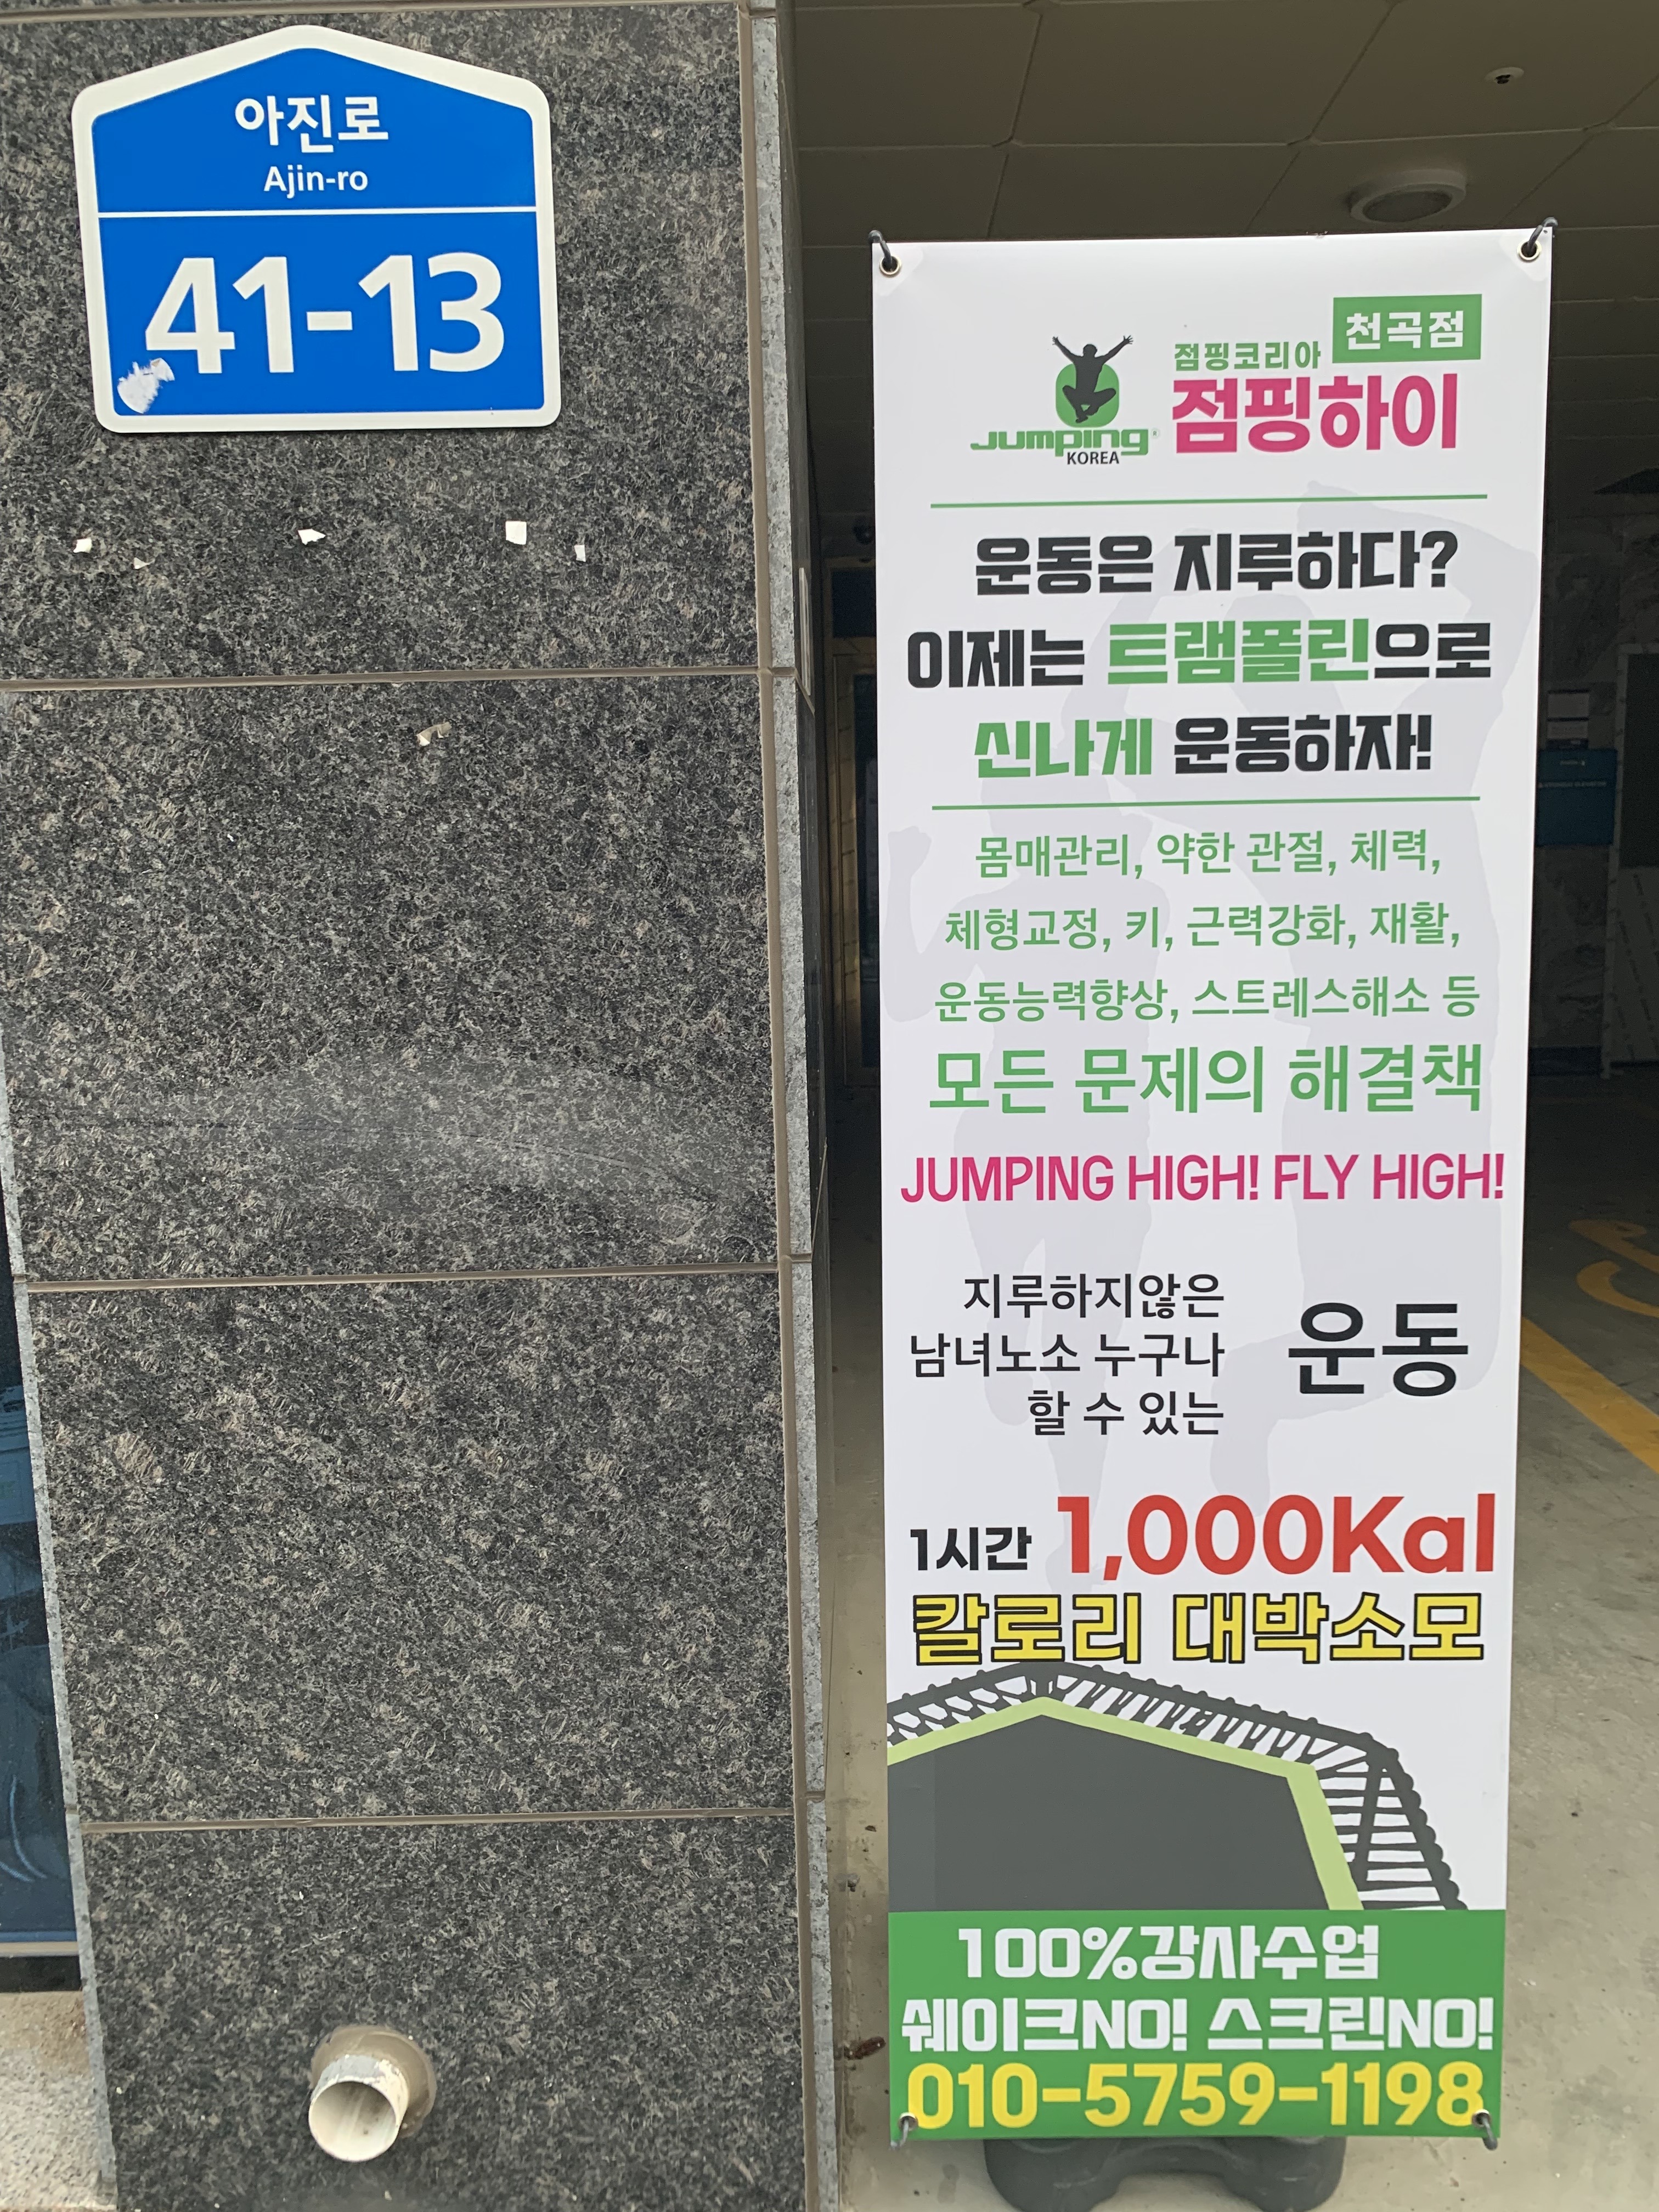 아진로
Ajin-ro
41-13
천곡점
점핑코리아
점핑하이
Jumping®
KOREA
운동은 지루하다?
이제는 트램폴린으로
신나게 운동하자!
몸매관리, 약한 관절, 체력,
체형교정, 키, 근력강화, 재활,
운동능력향상, 스트레스해소 등
모든 문제의 해결책
JUMPING HIGH! FLY HIGH!
지루하지않은
남녀노소 누구나
할 수 있는
운동
1시간 1,000Kal
칼로리 대박소모
100%강사수업
쉐이크NO! 스크린NO!
010-5759-1198